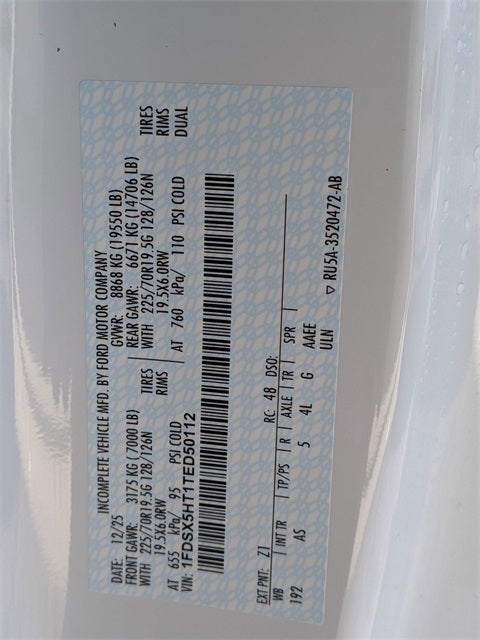 INCOMPLETE VEHICLE MFD. BY FORD MOTOR COMPANY
DATE: 12/25 GVWR: 8868 KG (19550 LB)
FRONT GAWR: 3175 KG (7000 LB) REAR GAWR: 6671 KG (14706 LB)
WITH 225/70R19.5G 128/126N TIRES WITH 225/70R19.5G 128/126N TIRES
19.5X6.0RW RIMS 19.5X6.0RW RIMS
AT 655 kPa/ 95 PSI COLD AT 760 kPa/ 110 PSI COLD DUAL
VIN: 1FDSX5HT1TED50112
EXT PNT: Z1 RC: 48 DSO:
WB INT TR TP/PS R AXLE TR SPR
192 AS 5 4L G AAEE
ULN
▽ RU5A-3520472-AB